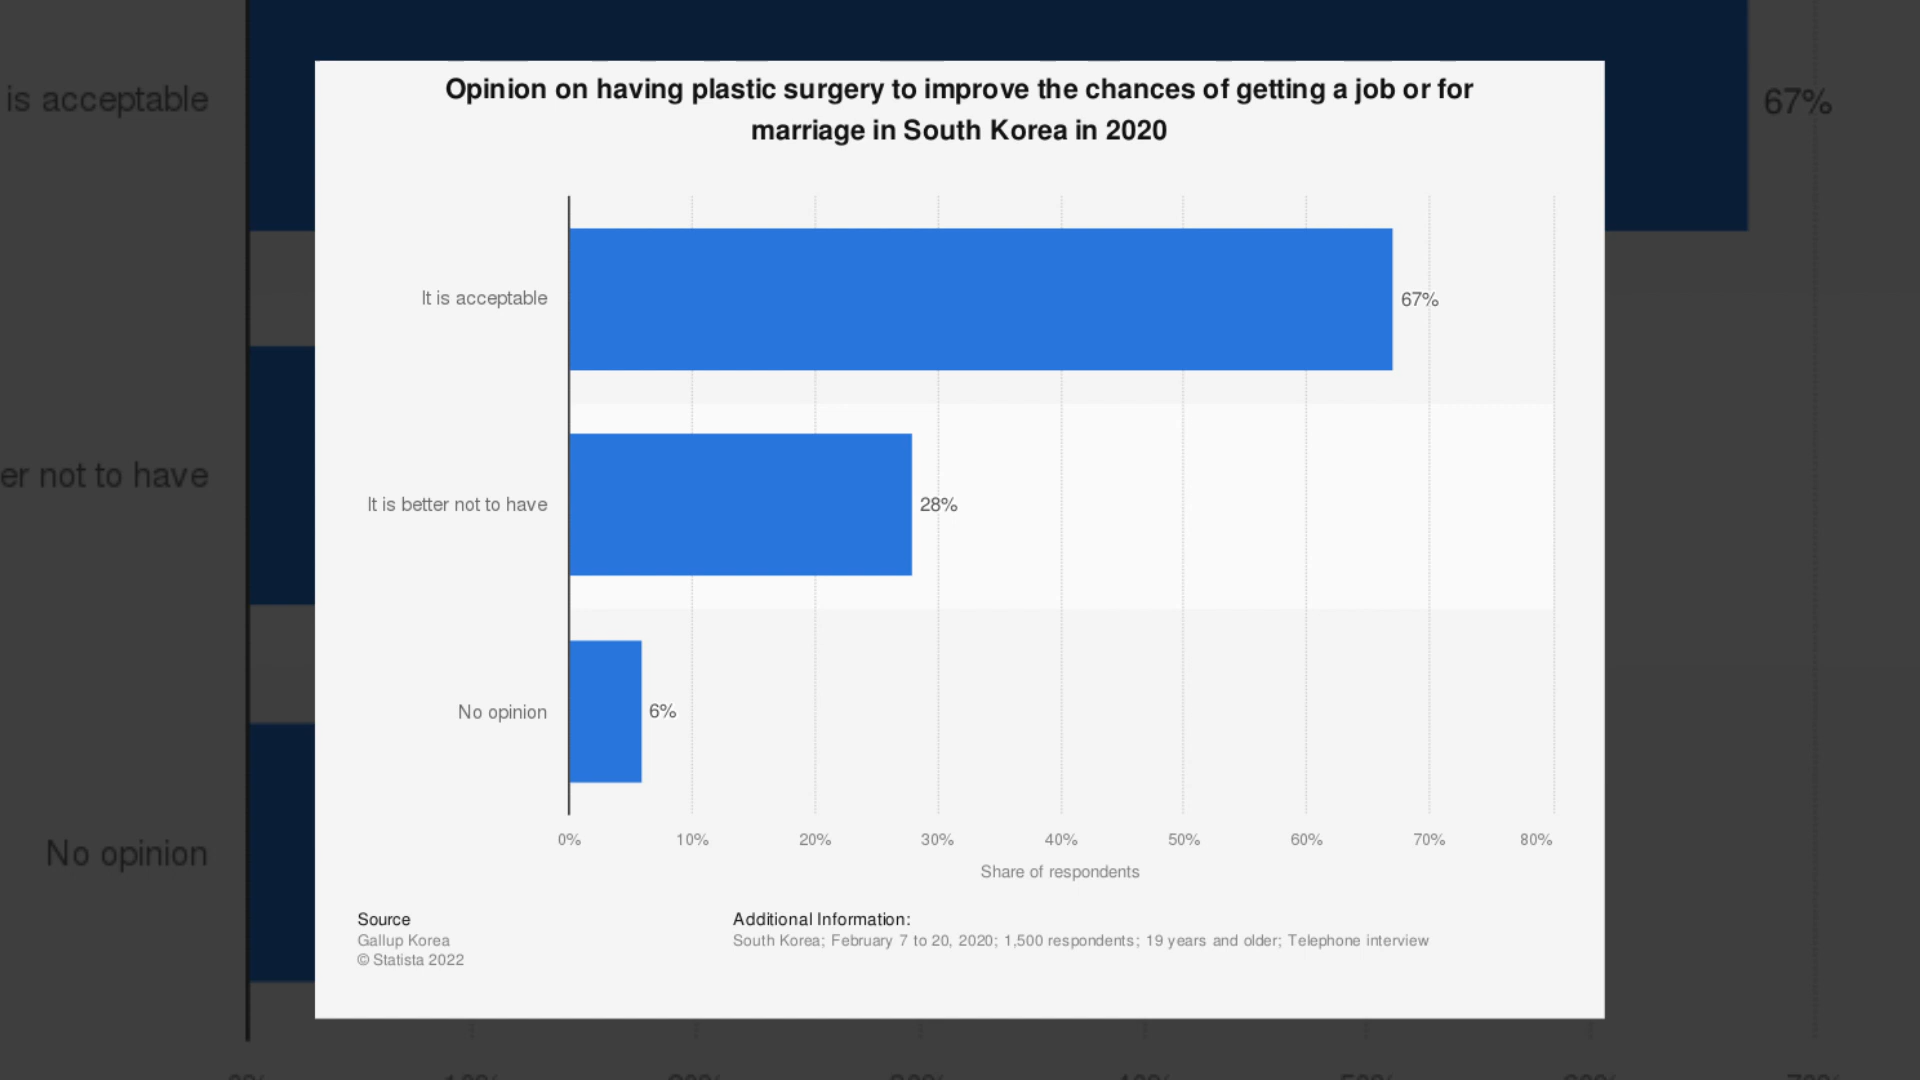 Opinion on having plastic surgery to improve the chances of getting a job or for
marriage in South Korea in 2020
is acceptable
67%
It is acceptable
67%
er not to have
It is better not to have
28%
No opinion
6%
No opinion
0% 10% 20% 30% 40% 50% 60% 70% 80%
Share of respondents
Source
Gallup Korea
© Statista 2022
Additional Information:
South Korea; February 7 to 20, 2020; 1,500 respondents; 19 years and older; Telephone interview